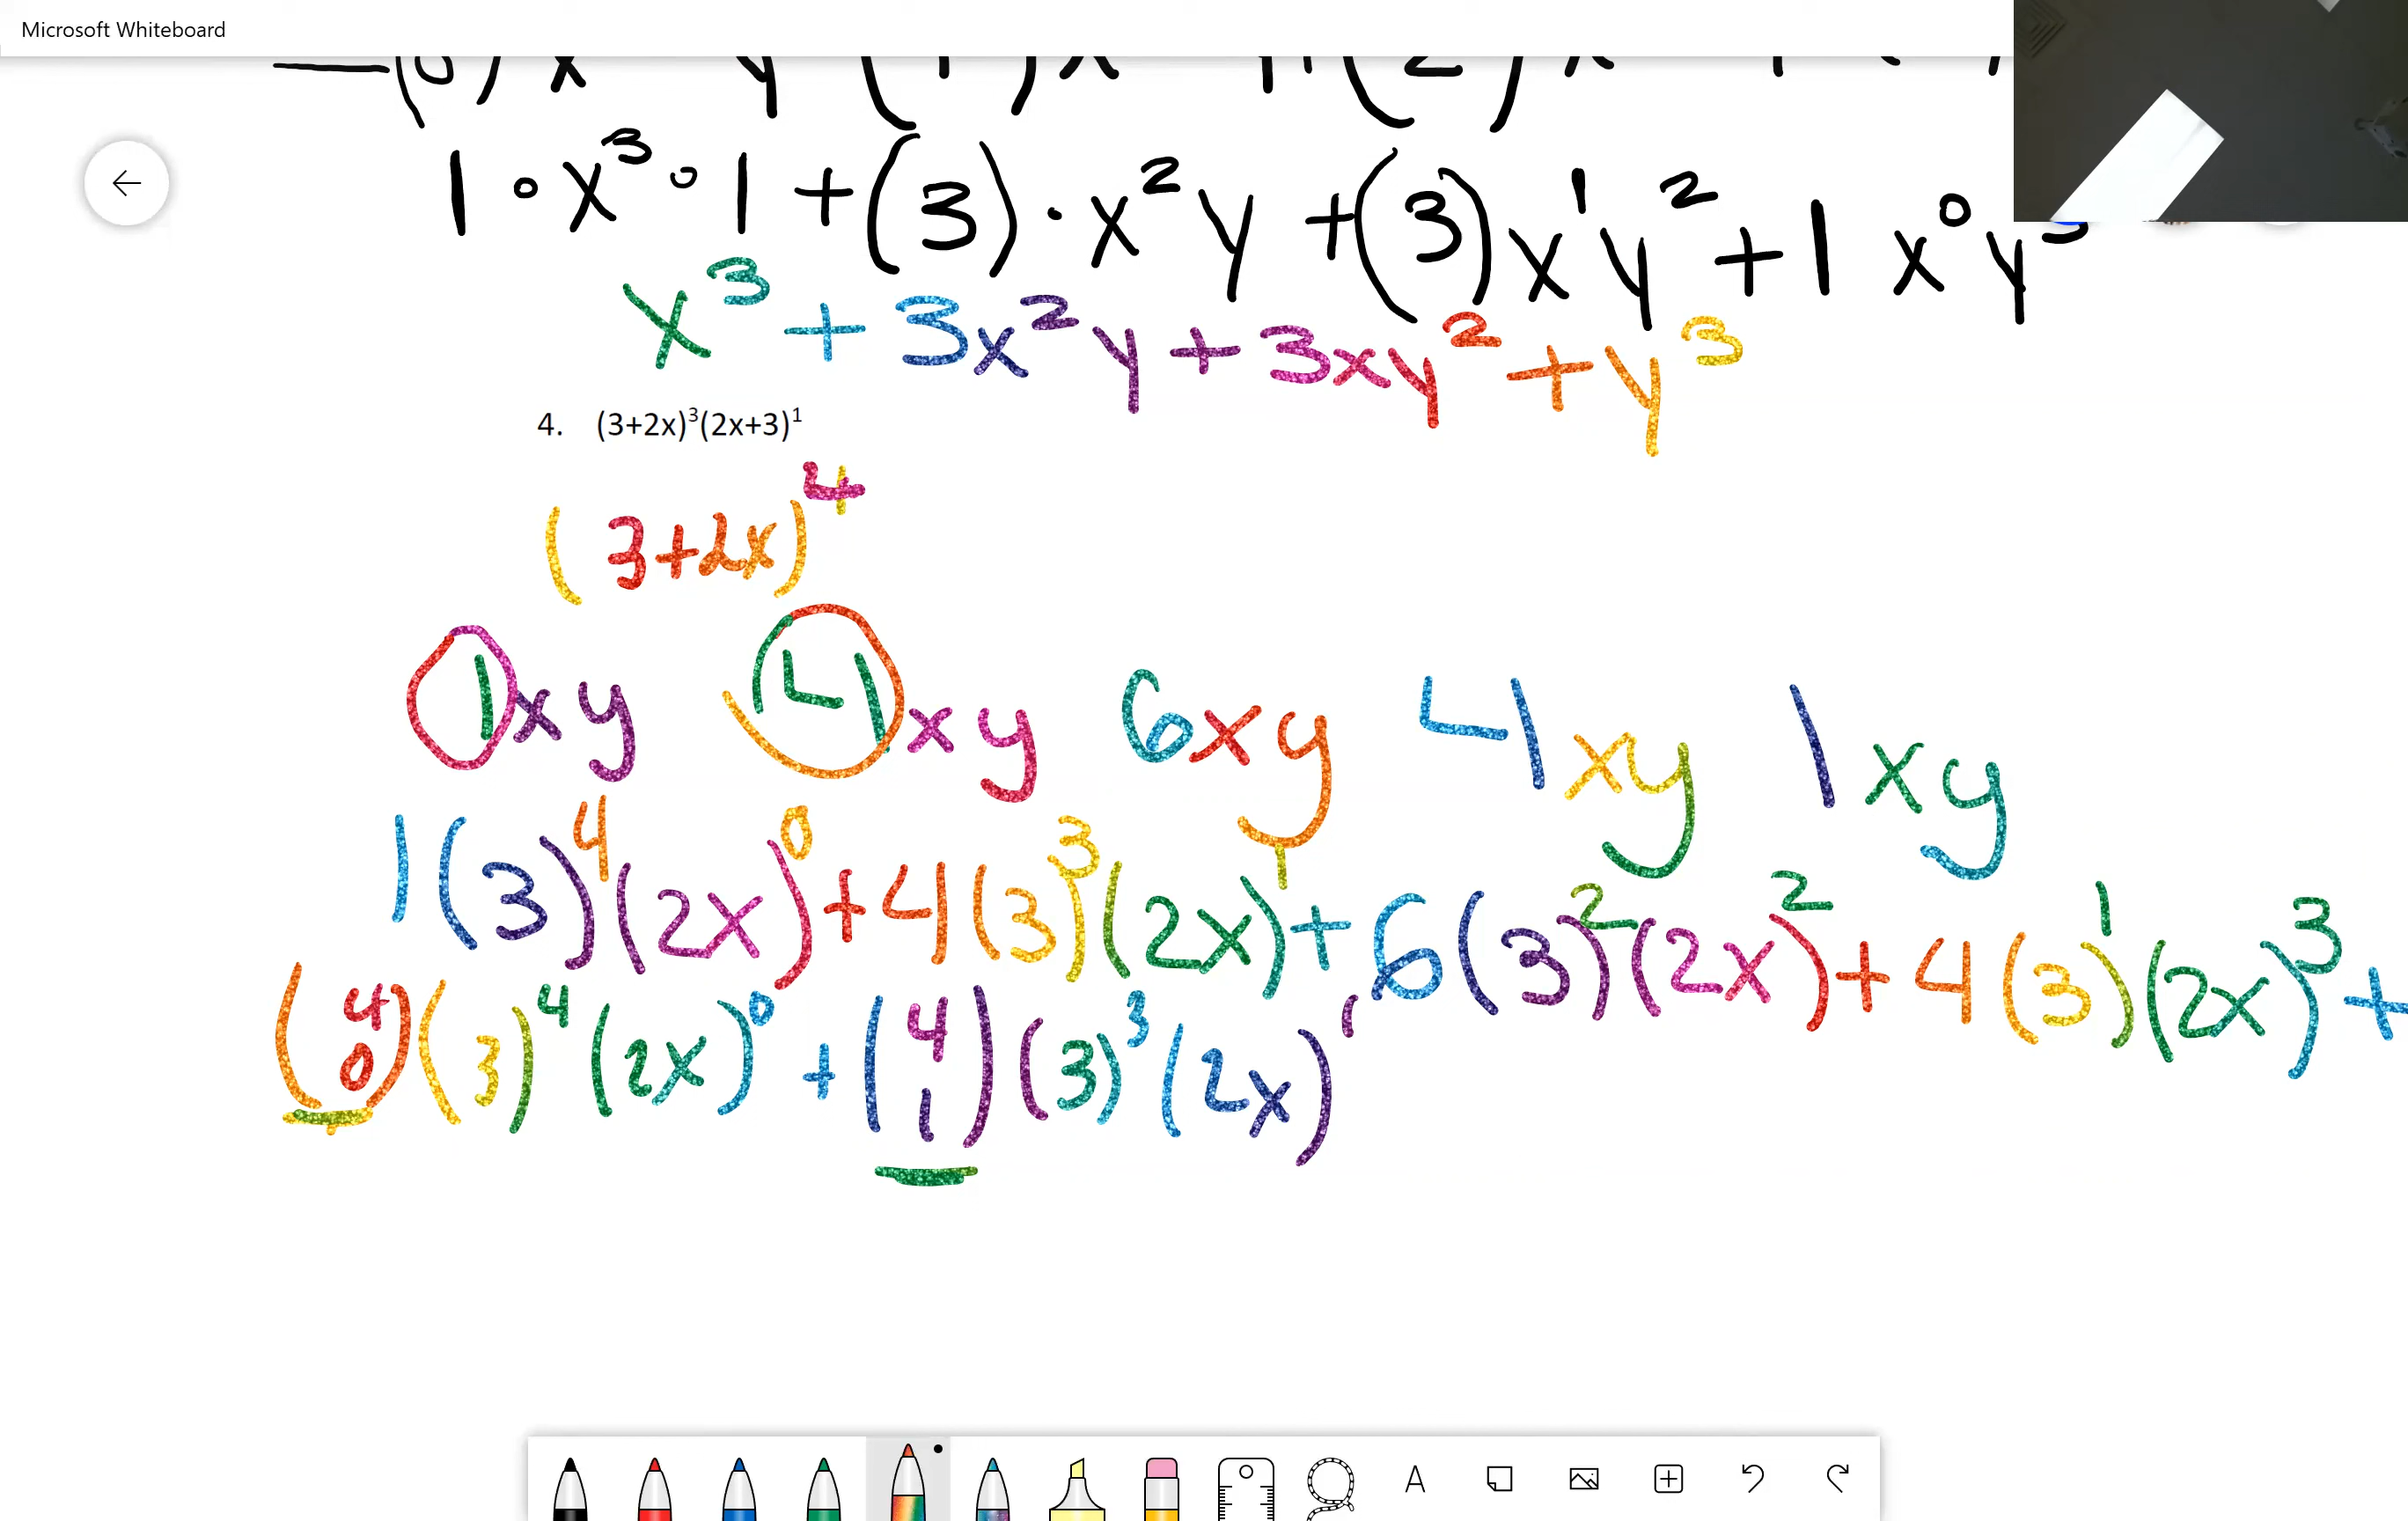 Microsoft Whiteboard
1 ∘ x³ ∘ 1 + (3) · x²y + (3)x¹y² + 1 x⁰y³
x³ + 3x²y + 3xy² + y³
4. (3+2x)³(2x+3)¹
(3+2x)⁴
1xy 4xy 6xy 4xy 1xy
1(3)⁴(2x)⁰ + 4(3)³(2x)¹ + 6(3)²(2x)² + 4(3)¹(2x)³ +
(4 0)(3)⁴(2x)⁰ + (4 1)(3)³(2x)¹
A